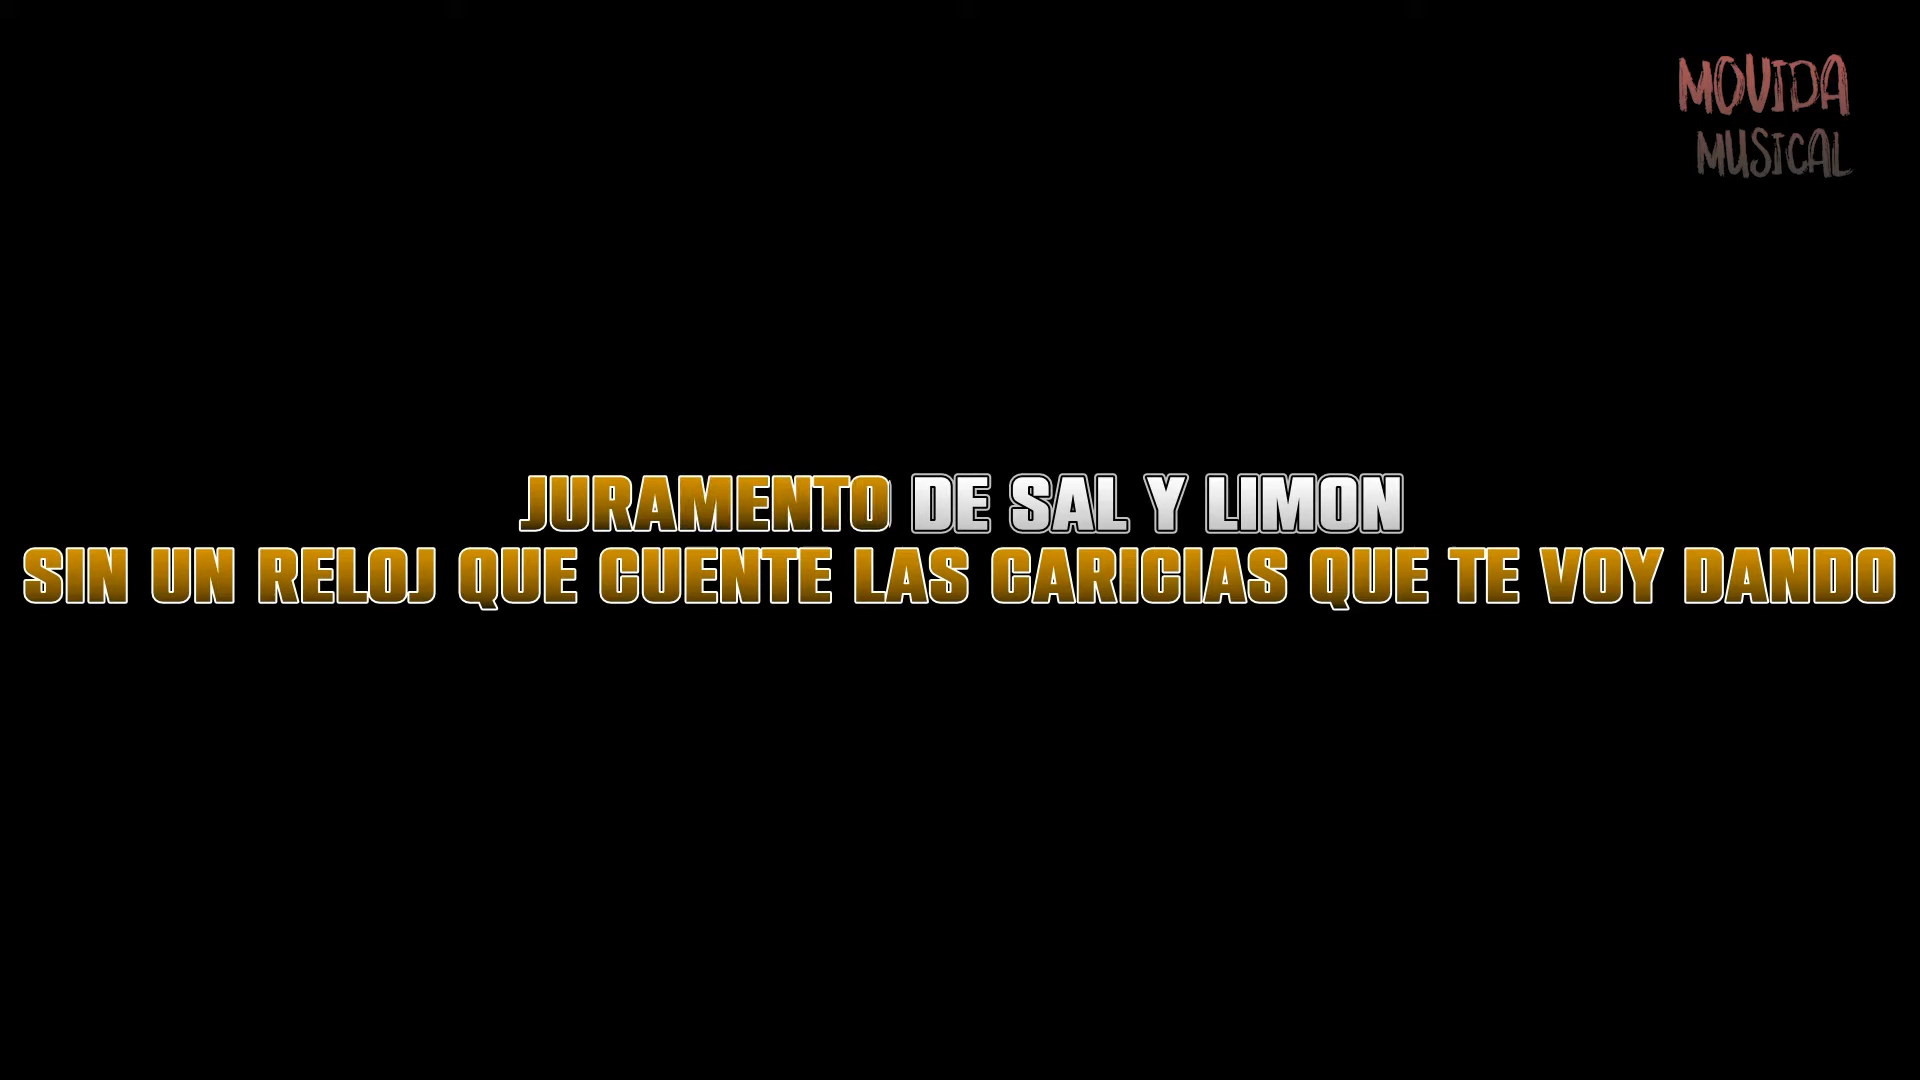 MOVIDA
MUSICAL
JURAMENTO DE SAL Y LIMON
SIN UN RELOJ QUE CUENTE LAS CARICIAS QUE TE VOY DANDO